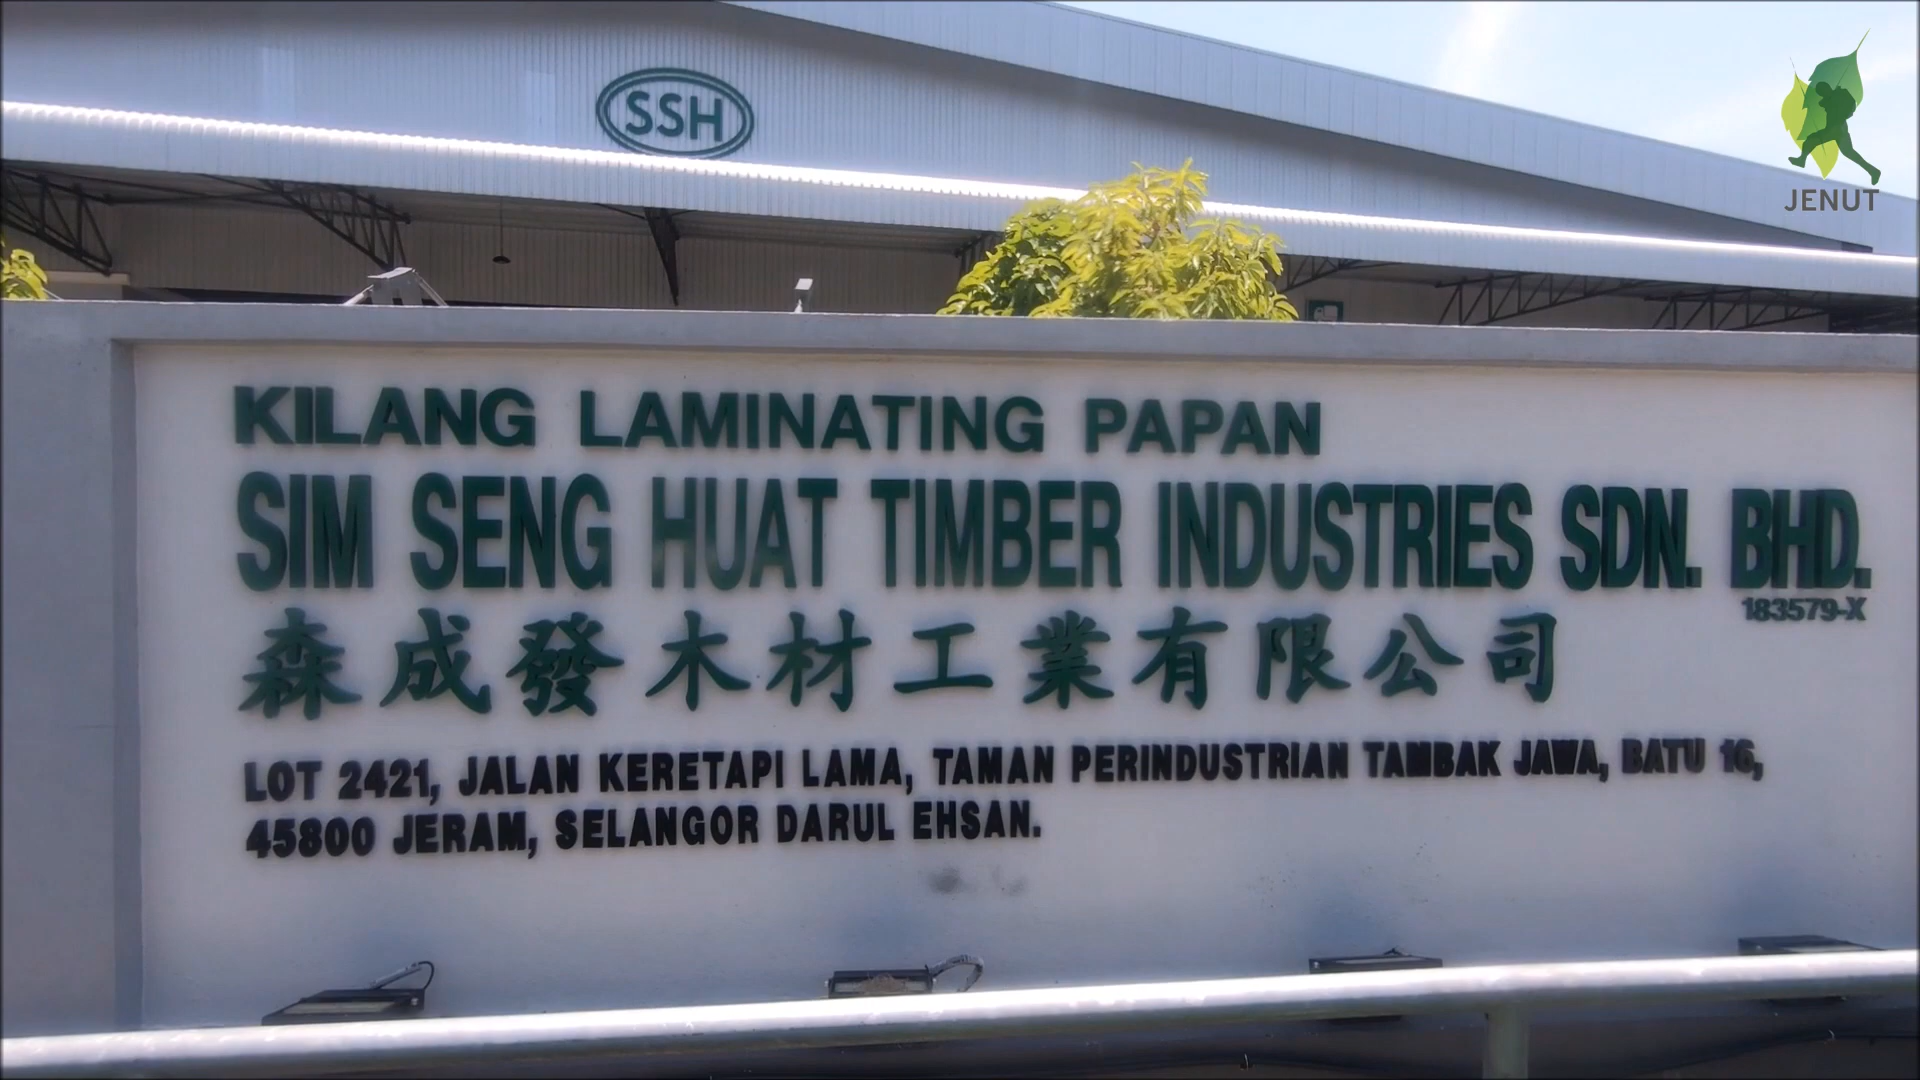 SSH
JENUT
KILANG LAMINATING PAPAN
SIM SENG HUAT TIMBER INDUSTRIES SDN. BHD.
183579-X
森成發木材工業有限公司
LOT 2421, JALAN KERETAPI LAMA, TAMAN PERINDUSTRIAN TAMBAK JAWA, BATU 16,
45800 JERAM, SELANGOR DARUL EHSAN.